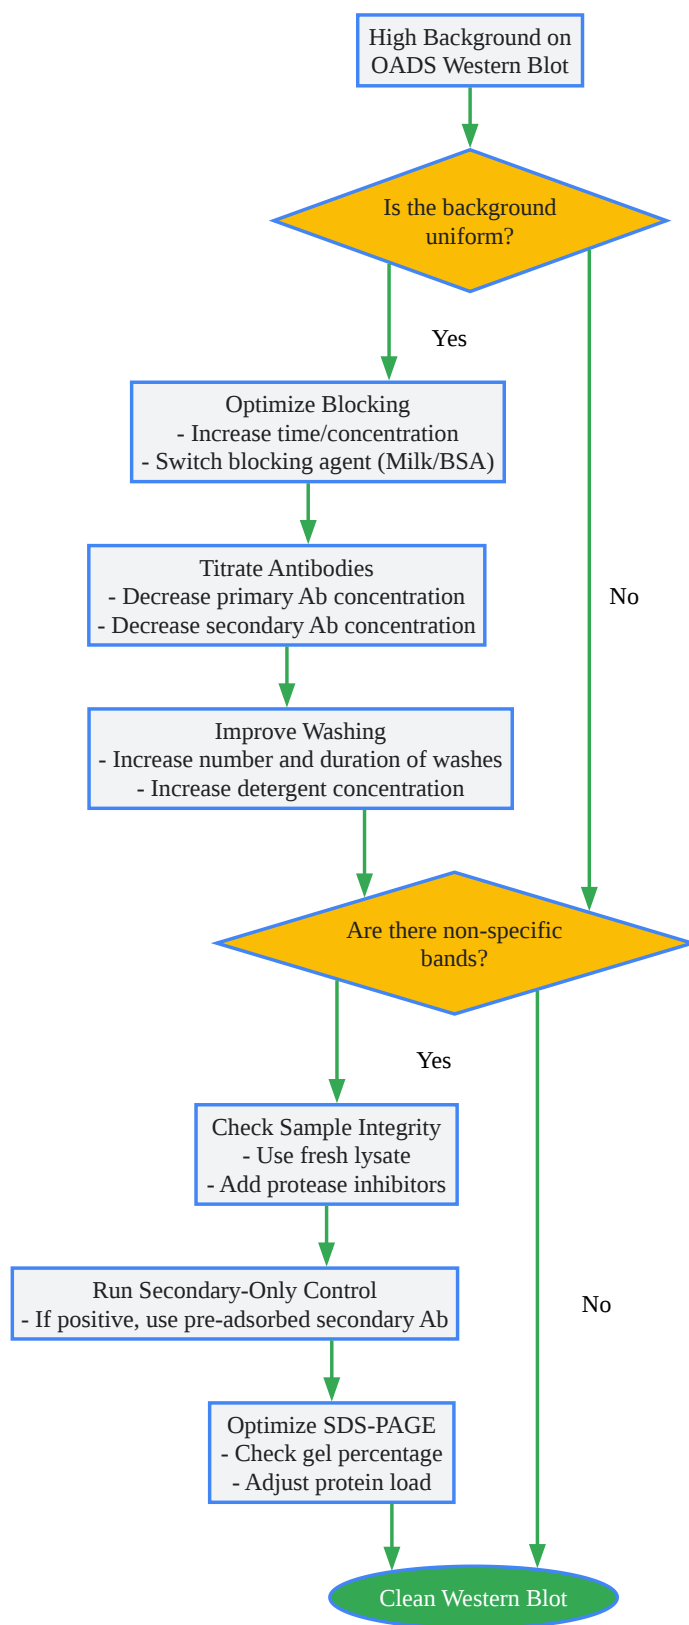 High Background on
OADS Western Blot
Is the background
uniform?
Yes
Optimize Blocking
- Increase time/concentration
- Switch blocking agent (Milk/BSA)
Titrate Antibodies
- Decrease primary Ab concentration
- Decrease secondary Ab concentration
No
Improve Washing
- Increase number and duration of washes
- Increase detergent concentration
Are there non-specific
bands?
Yes
Check Sample Integrity
- Use fresh lysate
- Add protease inhibitors
Run Secondary-Only Control
- If positive, use pre-adsorbed secondary Ab
No
Optimize SDS-PAGE
- Check gel percentage
- Adjust protein load
Clean Western Blot